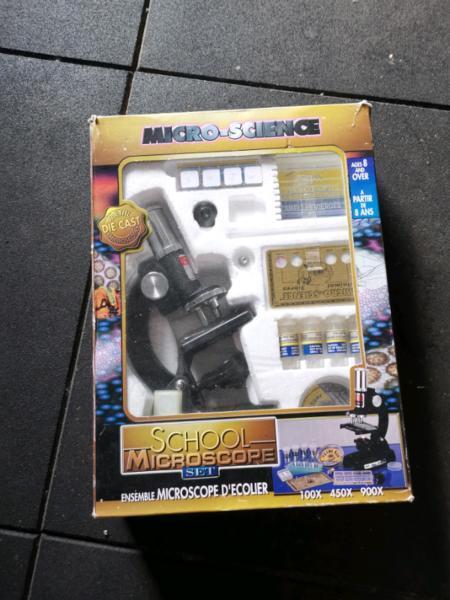 MICRO-SCIENCE
AGES 8
AND
OVER
À
PARTIR
DE
8 ANS
DIE CAST
SCHOOL
MICROSCOPE
SET
ENSEMBLE MICROSCOPE D'ECOLIER
100X 450X 900X